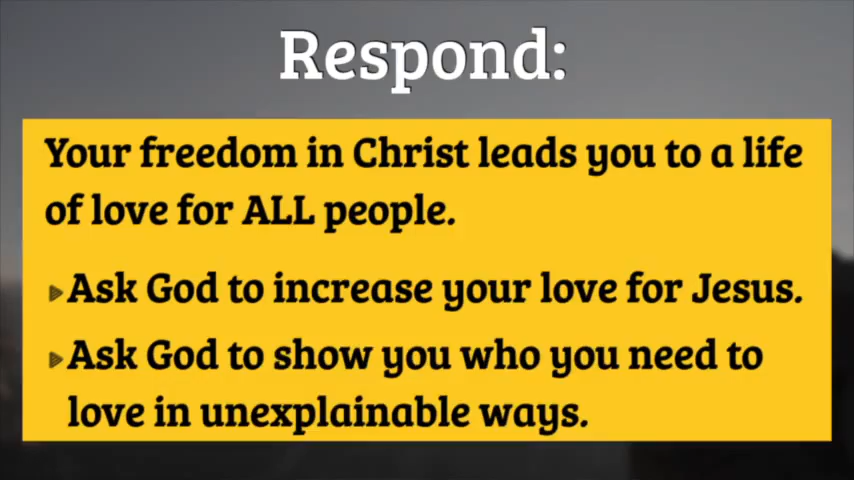 Respond:
Your freedom in Christ leads you to a life
of love for ALL people.
Ask God to increase your love for Jesus.
Ask God to show you who you need to
love in unexplainable ways.